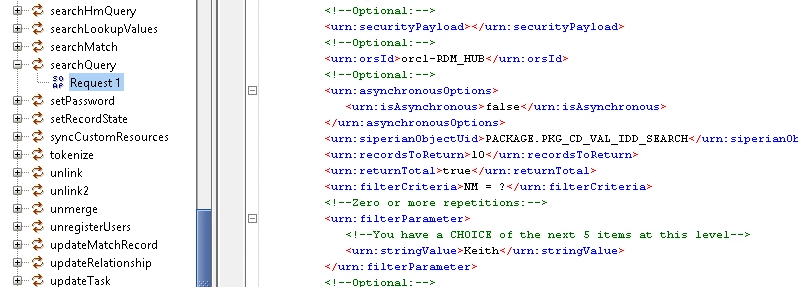 searchHmQuery
searchLookupValues
searchMatch
searchQuery
Request 1
setPassword
setRecordState
syncCustomResources
tokenize
unlink
unlink2
unmerge
unregisterUsers
updateMatchRecord
updateRelationship
updateTask
<!--Optional:-->
<urn:securityPayload></urn:securityPayload>
<!--Optional:-->
<urn:orsId>orcl-RDM_HUB</urn:orsId>
<!--Optional:-->
<urn:asynchronousOptions>
<urn:isAsynchronous>false</urn:isAsynchronous>
</urn:asynchronousOptions>
<urn:siperianObjectUid>PACKAGE.PKG_CD_VAL_IDD_SEARCH</urn:siperianOb
<urn:recordsToReturn>10</urn:recordsToReturn>
<urn:returnTotal>true</urn:returnTotal>
<urn:filterCriteria>NM = ?</urn:filterCriteria>
<!--Zero or more repetitions:-->
<urn:filterParameter>
<!--You have a CHOICE of the next 5 items at this level-->
<urn:stringValue>Keith</urn:stringValue>
</urn:filterParameter>
<!--Optional:-->